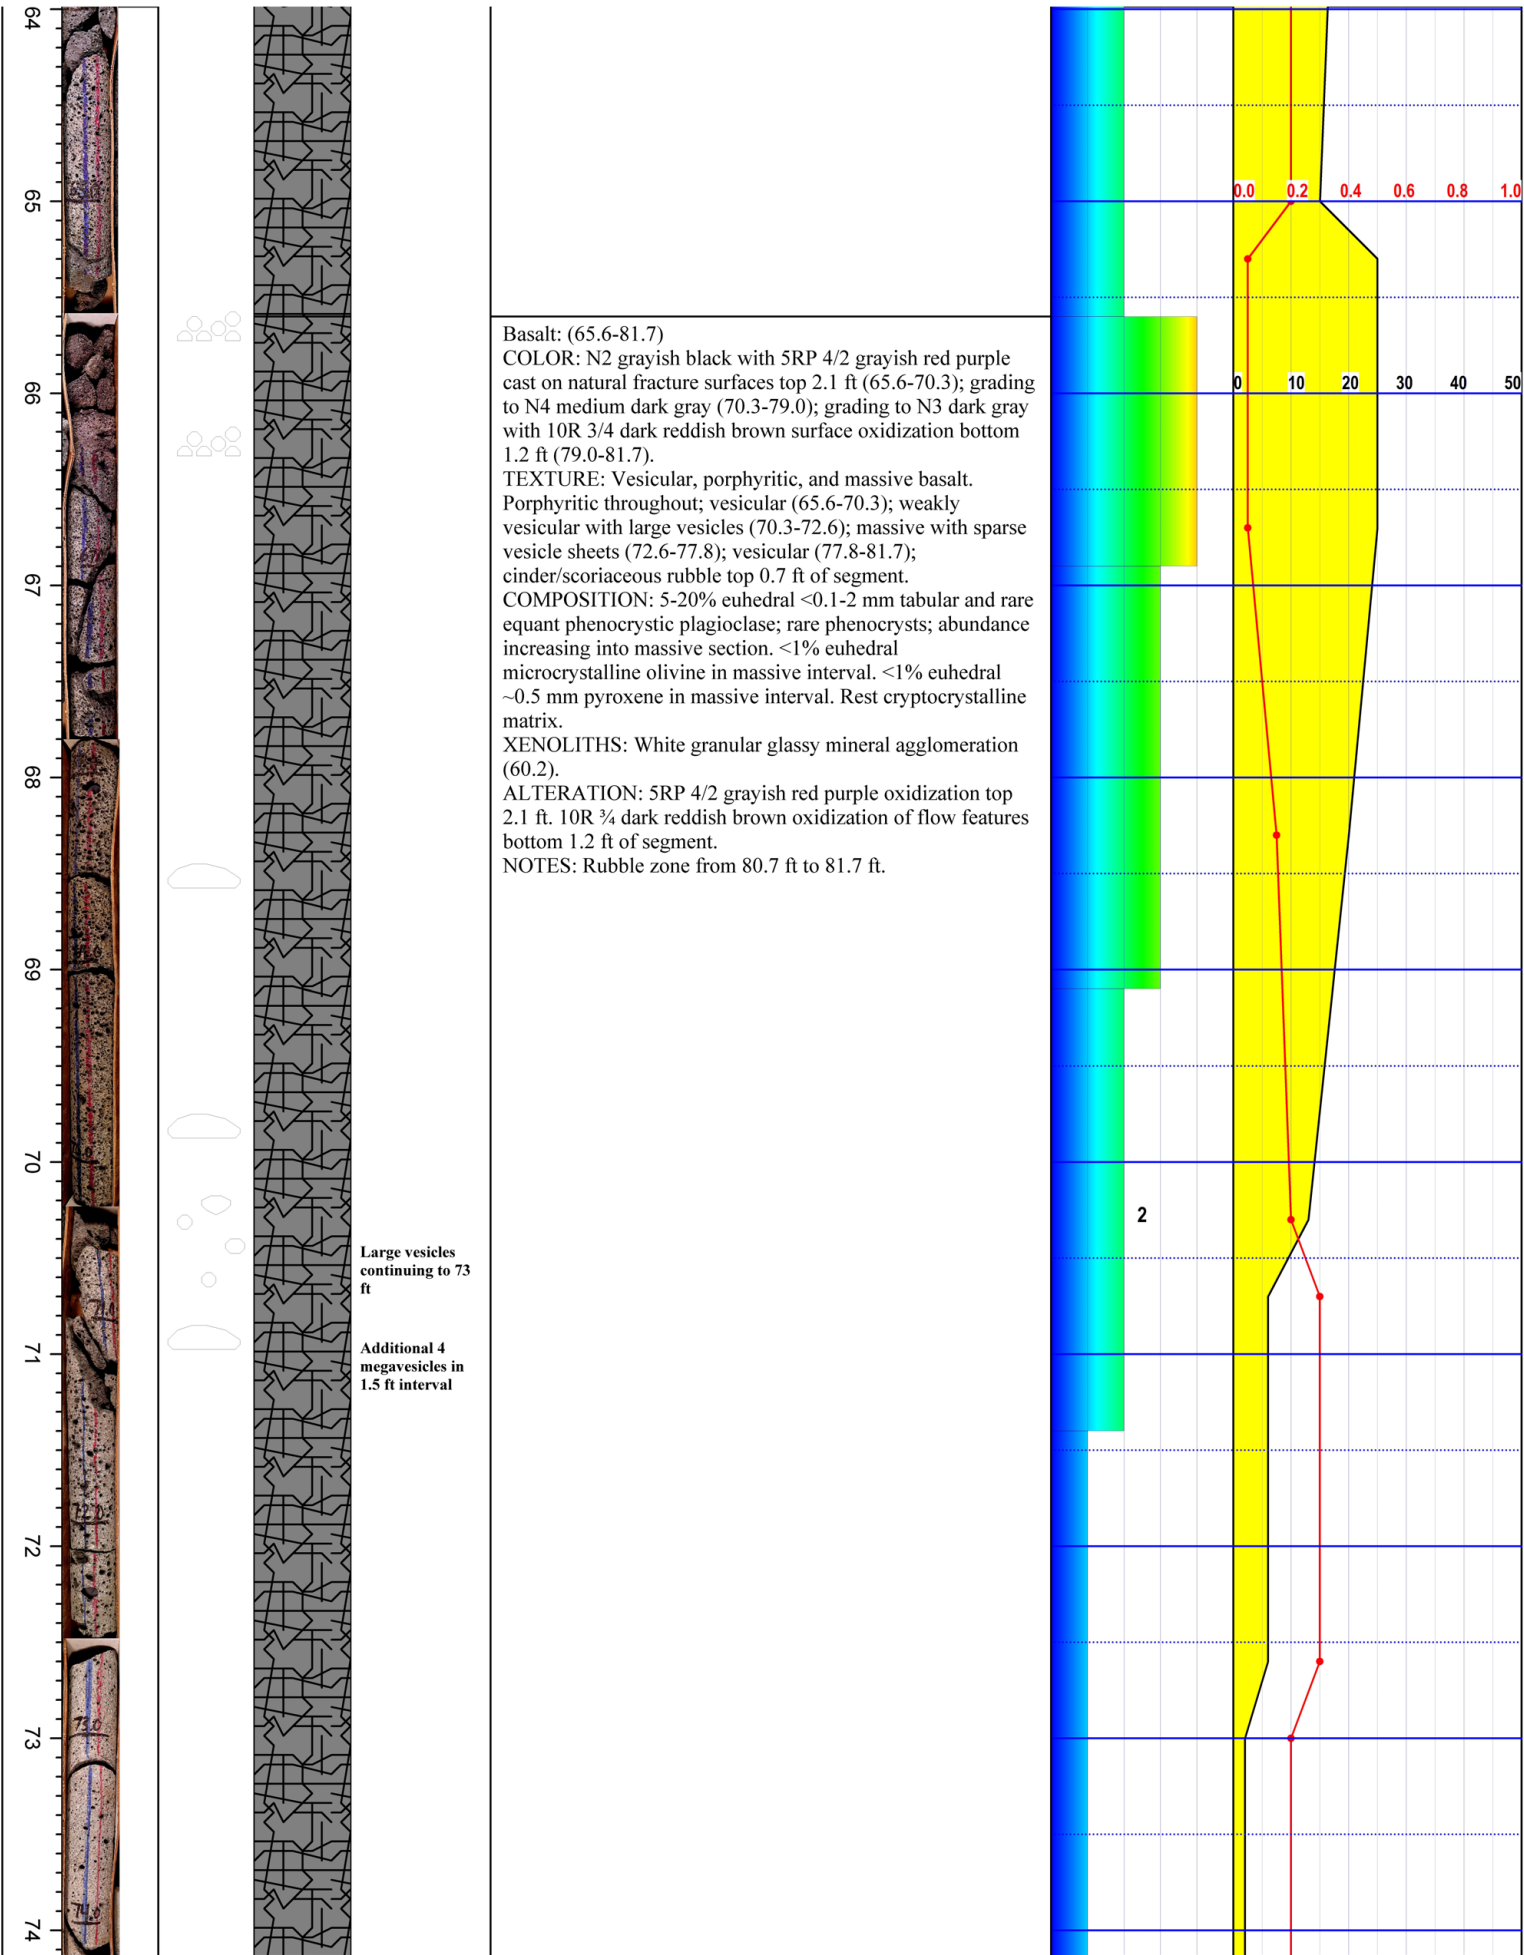 64
65
0.0 0.2 0.4 0.6 0.8 1.0
Basalt: (65.6-81.7)
COLOR: N2 grayish black with 5RP 4/2 grayish red purple
cast on natural fracture surfaces top 2.1 ft (65.6-70.3); grading
to N4 medium dark gray (70.3-79.0); grading to N3 dark gray
with 10R 3/4 dark reddish brown surface oxidization bottom
1.2 ft (79.0-81.7).
TEXTURE: Vesicular, porphyritic, and massive basalt.
Porphyritic throughout; vesicular (65.6-70.3); weakly
vesicular with large vesicles (70.3-72.6); massive with sparse
vesicle sheets (72.6-77.8); vesicular (77.8-81.7);
cinder/scoriaceous rubble top 0.7 ft of segment.
COMPOSITION: 5-20% euhedral <0.1-2 mm tabular and rare
equant phenocrystic plagioclase; rare phenocrysts; abundance
increasing into massive section. <1% euhedral
microcrystalline olivine in massive interval. <1% euhedral
~0.5 mm pyroxene in massive interval. Rest cryptocrystalline
matrix.
XENOLITHS: White granular glassy mineral agglomeration
(60.2).
ALTERATION: 5RP 4/2 grayish red purple oxidization top
2.1 ft. 10R ¾ dark reddish brown oxidization of flow features
bottom 1.2 ft of segment.
NOTES: Rubble zone from 80.7 ft to 81.7 ft.
66
0 10 20 30 40 50
67
68
69
70
2
Large vesicles
continuing to 73
ft
71.0
71
Additional 4
megavesicles in
1.5 ft interval
72.0
72
73.0
73
74.0
74